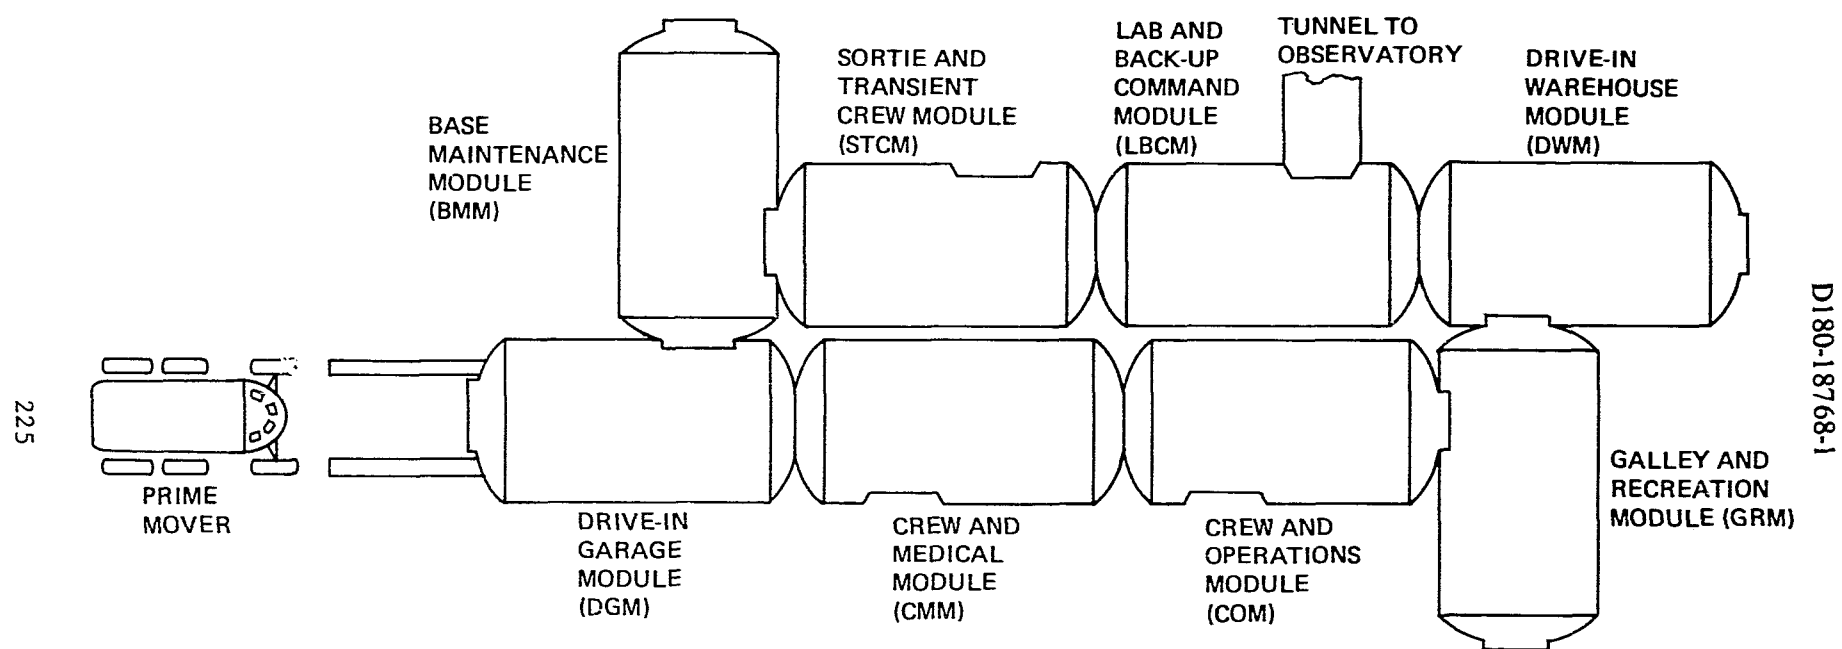 LAB AND
BACK-UP
COMMAND
MODULE
(LBCM)
TUNNEL TO
OBSERVATORY
SORTIE AND
TRANSIENT
CREW MODULE
(STCM)
DRIVE-IN
WAREHOUSE
MODULE
(DWM)
BASE
MAINTENANCE
MODULE
(BMM)
D180-18768-1
225
PRIME
MOVER
DRIVE-IN
GARAGE
MODULE
(DGM)
CREW AND
MEDICAL
MODULE
(CMM)
CREW AND
OPERATIONS
MODULE
(COM)
GALLEY AND
RECREATION
MODULE (GRM)